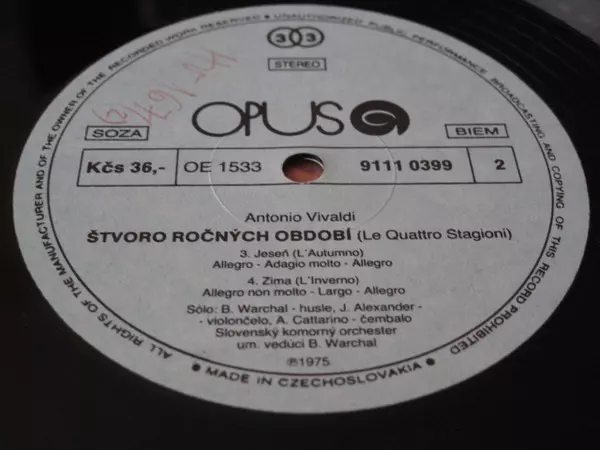 ALL RIGHTS OF THE MANUFACTURER AND OF THE OWNER OF THE RECORDED WORK RESERVED • UNAUTHORIZED PUBLIC PERFORMANCE BROADCASTING AND COPYING OF THIS RECORD PROHIBITED
• MADE IN CZECHOSLOVAKIA •
33
STEREO
OPUS
SOZA
BIEM
Kčs 36,-
OE 1533
9111 0399
2
Antonio Vivaldi
ŠTVORO ROČNÝCH OBDOBÍ (Le Quattro Stagioni)
3. Jeseň (L'Autumno)
Allegro - Adagio molto - Allegro
4. Zima (L'Inverno)
Allegro non molto - Largo - Allegro
Sólo: B. Warchal - husle, J. Alexander -
- violončelo, A. Cattarino - čembalo
Slovenský komorný orchester
um. vedúci B. Warchal
℗1975